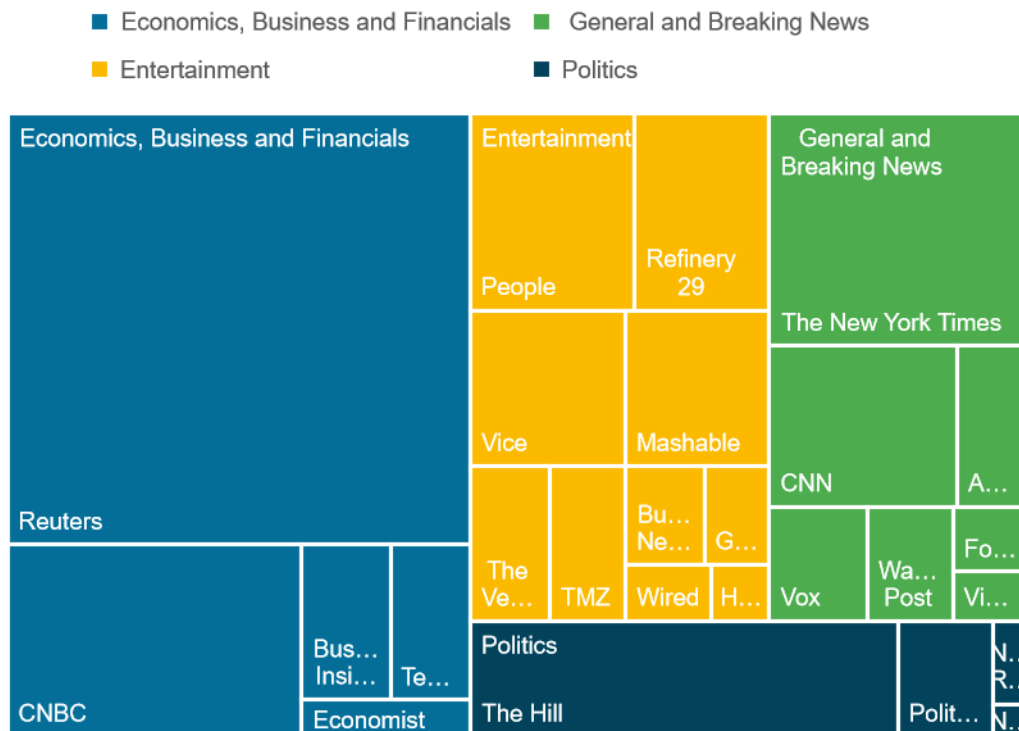 Economics, Business and Financials
General and Breaking News
Entertainment
Politics
Economics, Business and Financials
Reuters
CNBC
Bus…
Insi…
Te…
Economist
Entertainment
People
Refinery
29
Vice
Mashable
The
Ve…
TMZ
Bu…
Ne…
G…
Wired
H…
General and
Breaking News
The New York Times
CNN
A…
Vox
Wa…
Post
Fo…
Vi…
Politics
The Hill
Polit…
N…
R…
N…